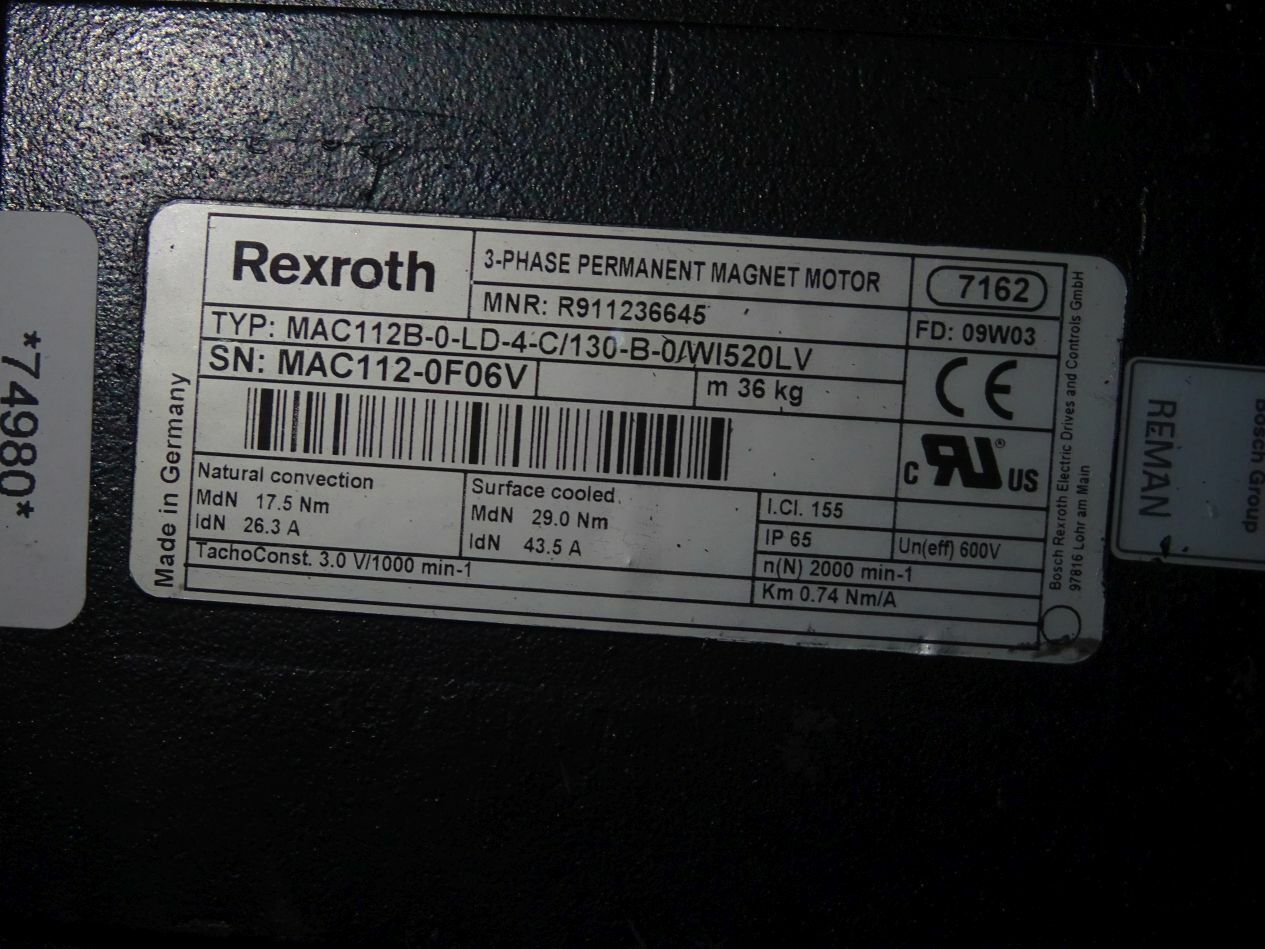 Rexroth
3-PHASE PERMANENT MAGNET MOTOR
7162
MNR: R911236645
FD: 09W03
TYP: MAC112B-0-LD-4-C/130-B-0/WI520LV
SN: MAC112-0F06V
m 36 kg
CE
C RU® US
Natural convection
MdN 17.5 Nm
IdN 26.3 A
Surface cooled
MdN 29.0 Nm
IdN 43.5 A
I.Cl. 155
IP 65
Un(eff) 600V
TachoConst. 3.0 V/1000 min-1
n(N) 2000 min-1
Km 0.74 Nm/A
Made in Germany
Bosch Rexroth Electric Drives and Controls GmbH
97816 Lohr am Main
*74980*
REMAN
Bosch Group